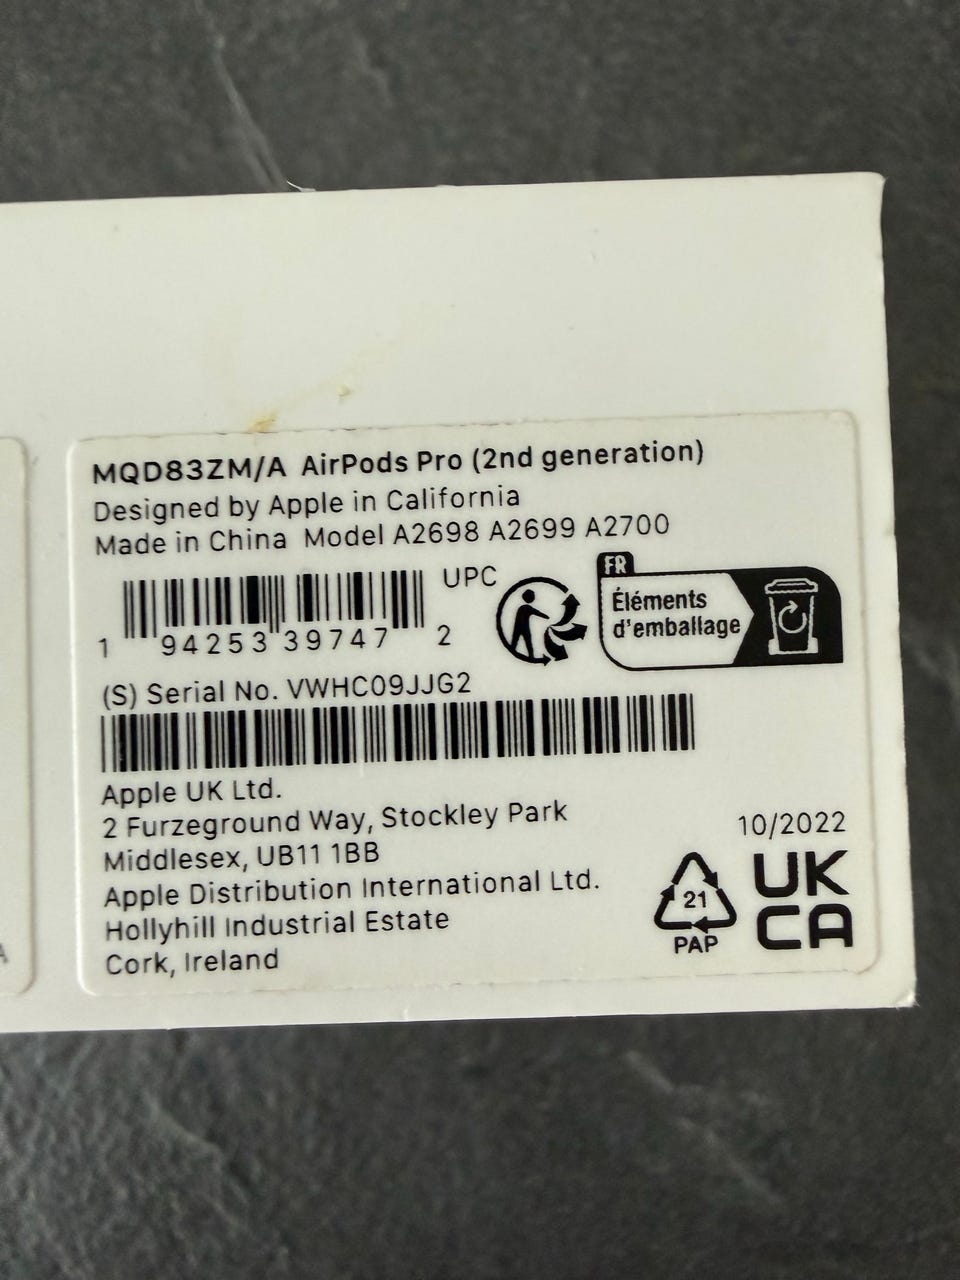 MQD83ZM/A AirPods Pro (2nd generation)
Designed by Apple in California
Made in China Model A2698 A2699 A2700
UPC
1 94253 39747 2
FR
Éléments
d'emballage
(S) Serial No. VWHC09JJG2
Apple UK Ltd.
2 Furzeground Way, Stockley Park
Middlesex, UB11 1BB
Apple Distribution International Ltd.
Hollyhill Industrial Estate
Cork, Ireland
10/2022
21
PAP
UK
CA
A